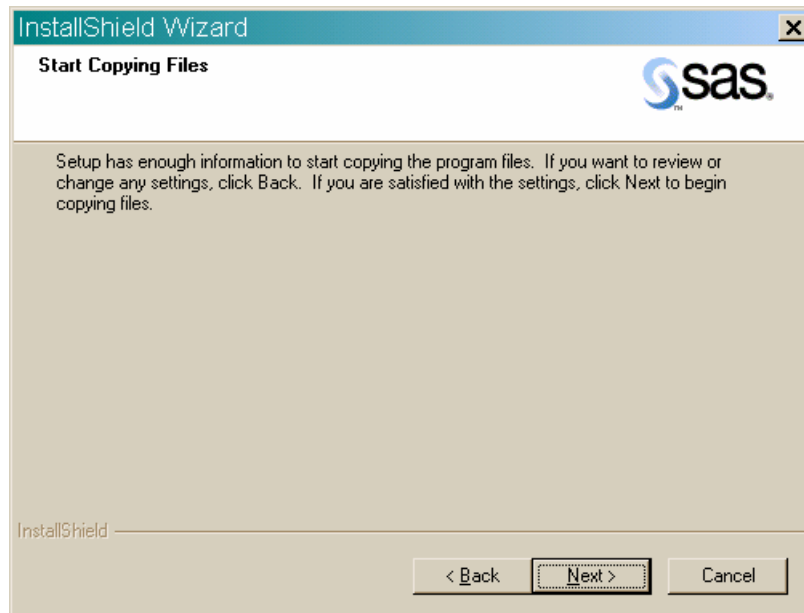 InstallShield Wizard
Start Copying Files
sas.
TM
Setup has enough information to start copying the program files. If you want to review or
change any settings, click Back. If you are satisfied with the settings, click Next to begin
copying files.
InstallShield
< Back Next > Cancel